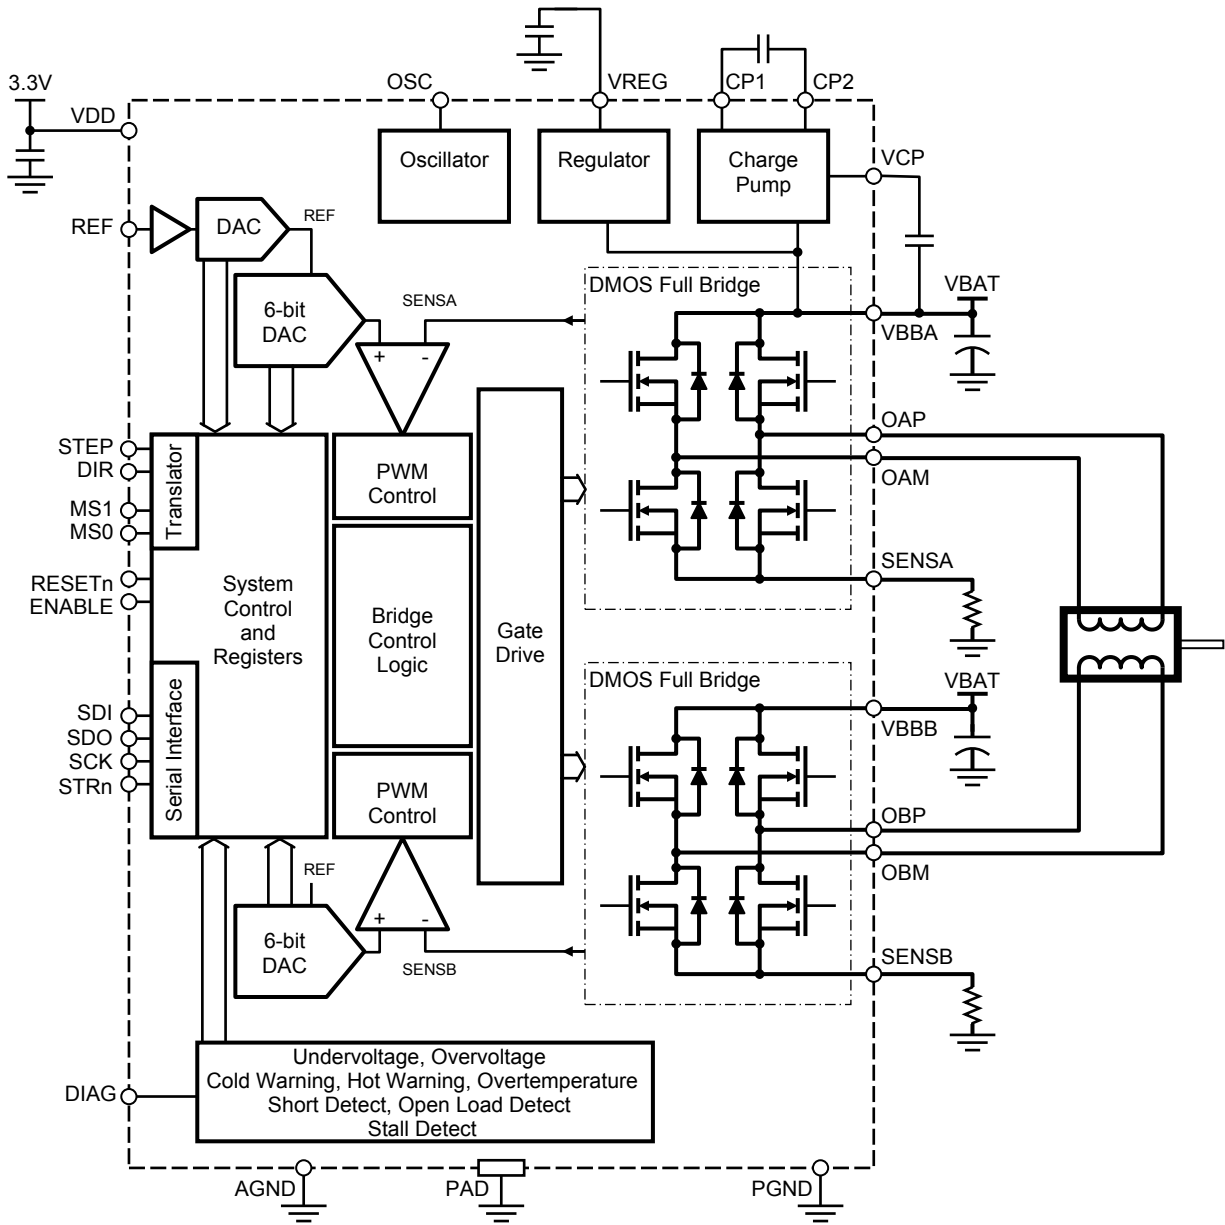 3.3V
VDD
OSC
VREG
CP1
CP2
Oscillator
Regulator
Charge
Pump
VCP
REF
DAC
REF
6-bit
DAC
SENSA
DMOS Full Bridge
VBAT
VBBA
+
-
STEP
DIR
MS1
MS0
Translator
PWM
Control
OAP
OAM
RESETn
ENABLE
System
Control
and
Registers
Bridge
Control
Logic
Gate
Drive
SENSA
DMOS Full Bridge
VBAT
VBBB
SDI
SDO
SCK
STRn
Serial Interface
PWM
Control
OBP
OBM
REF
6-bit
DAC
+
-
SENSB
SENSB
Undervoltage, Overvoltage
Cold Warning, Hot Warning, Overtemperature
Short Detect, Open Load Detect
Stall Detect
DIAG
AGND
PAD
PGND